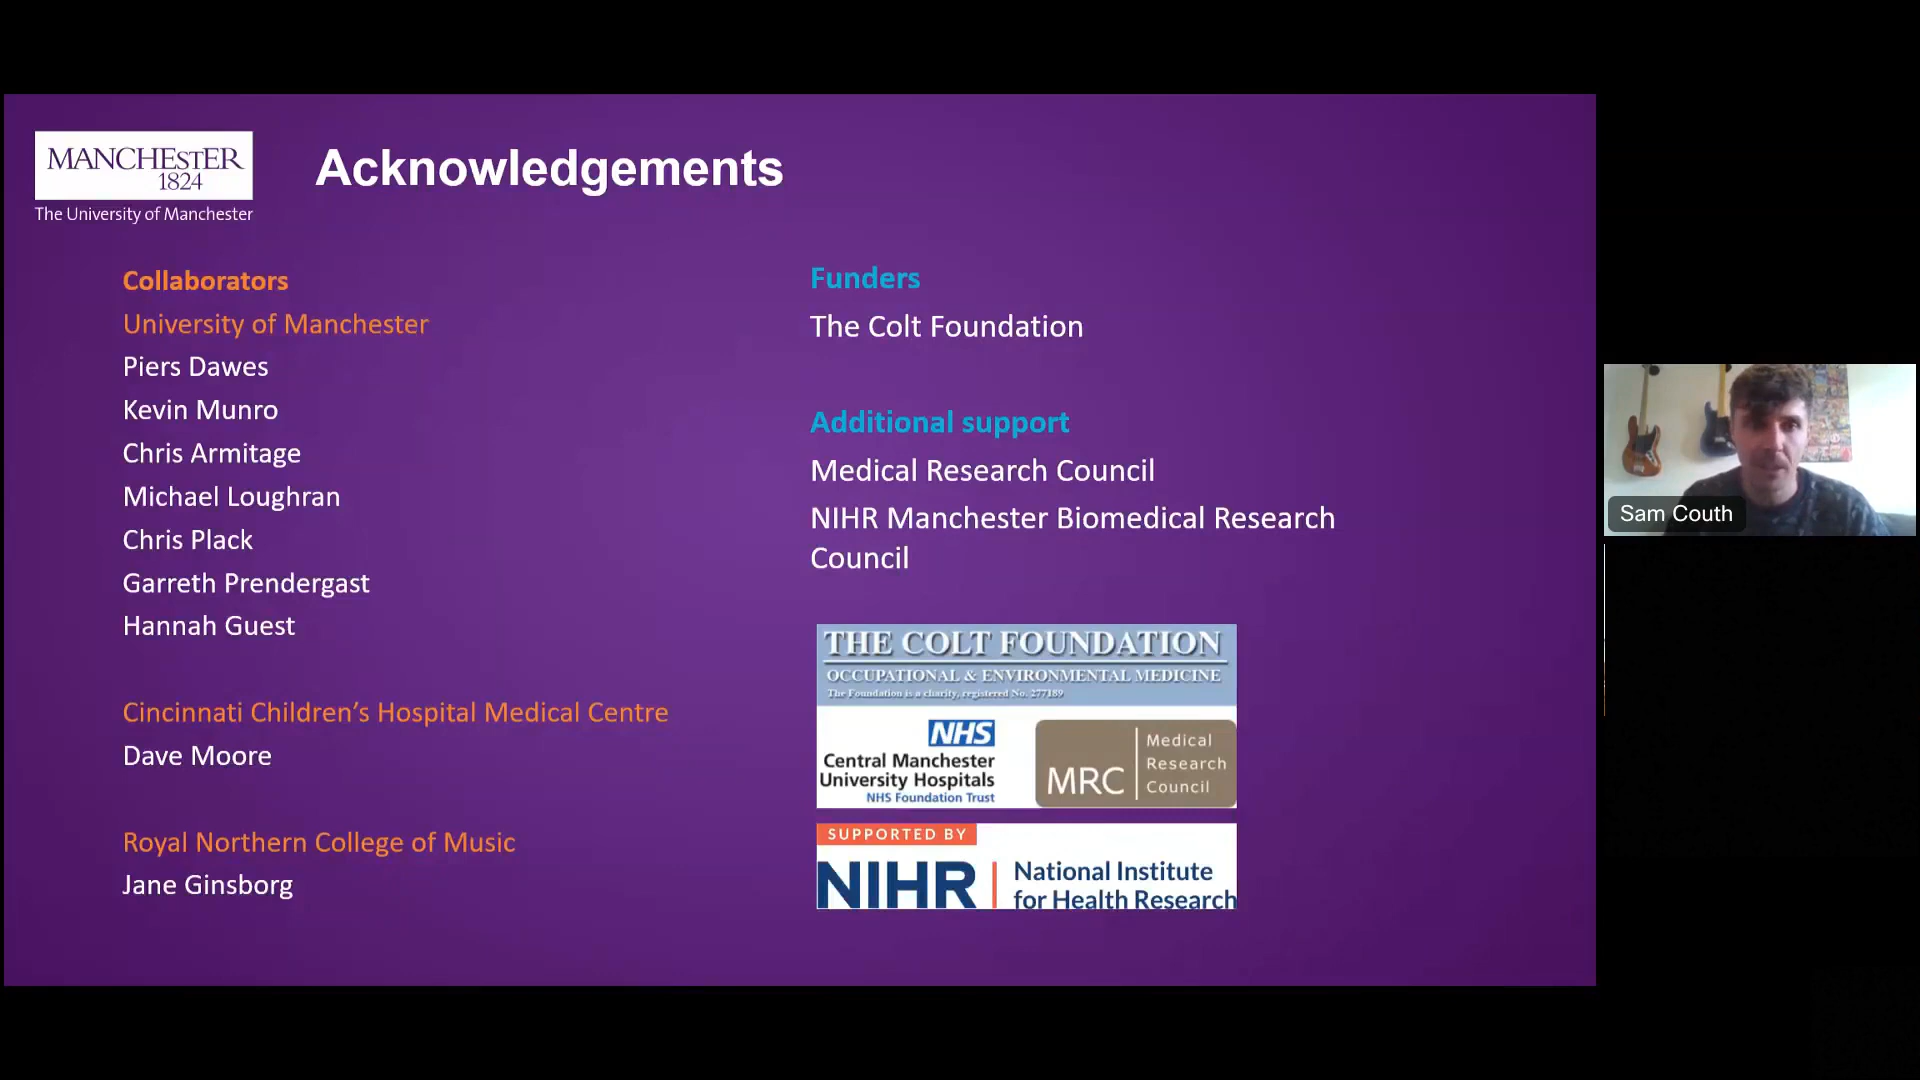 MANCHESTER
1824
The University of Manchester
Acknowledgements
Collaborators
University of Manchester
Piers Dawes
Kevin Munro
Chris Armitage
Michael Loughran
Chris Plack
Garreth Prendergast
Hannah Guest
Cincinnati Children’s Hospital Medical Centre
Dave Moore
Royal Northern College of Music
Jane Ginsborg
Funders
The Colt Foundation
Additional support
Medical Research Council
NIHR Manchester Biomedical Research
Council
THE COLT FOUNDATION
OCCUPATIONAL & ENVIRONMENTAL MEDICINE
The Foundation is a charity, registered No. 277189
NHS
Central Manchester
University Hospitals
NHS Foundation Trust
MRC
Medical
Research
Council
SUPPORTED BY
NIHR
National Institute
for Health Research
Sam Couth